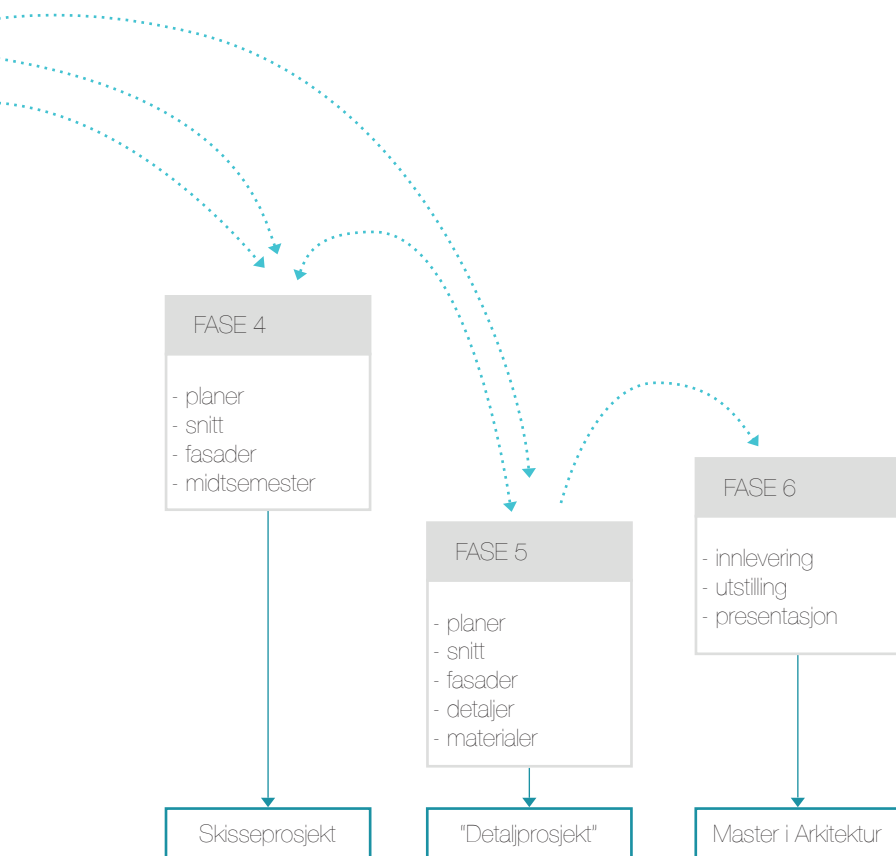 FASE 4
- planer
- snitt
- fasader
- midtsemester
Skisseprosjekt
FASE 5
- planer
- snitt
- fasader
- detaljer
- materialer
"Detaljprosjekt"
FASE 6
- innlevering
- utstilling
- presentasjon
Master i Arkitektur